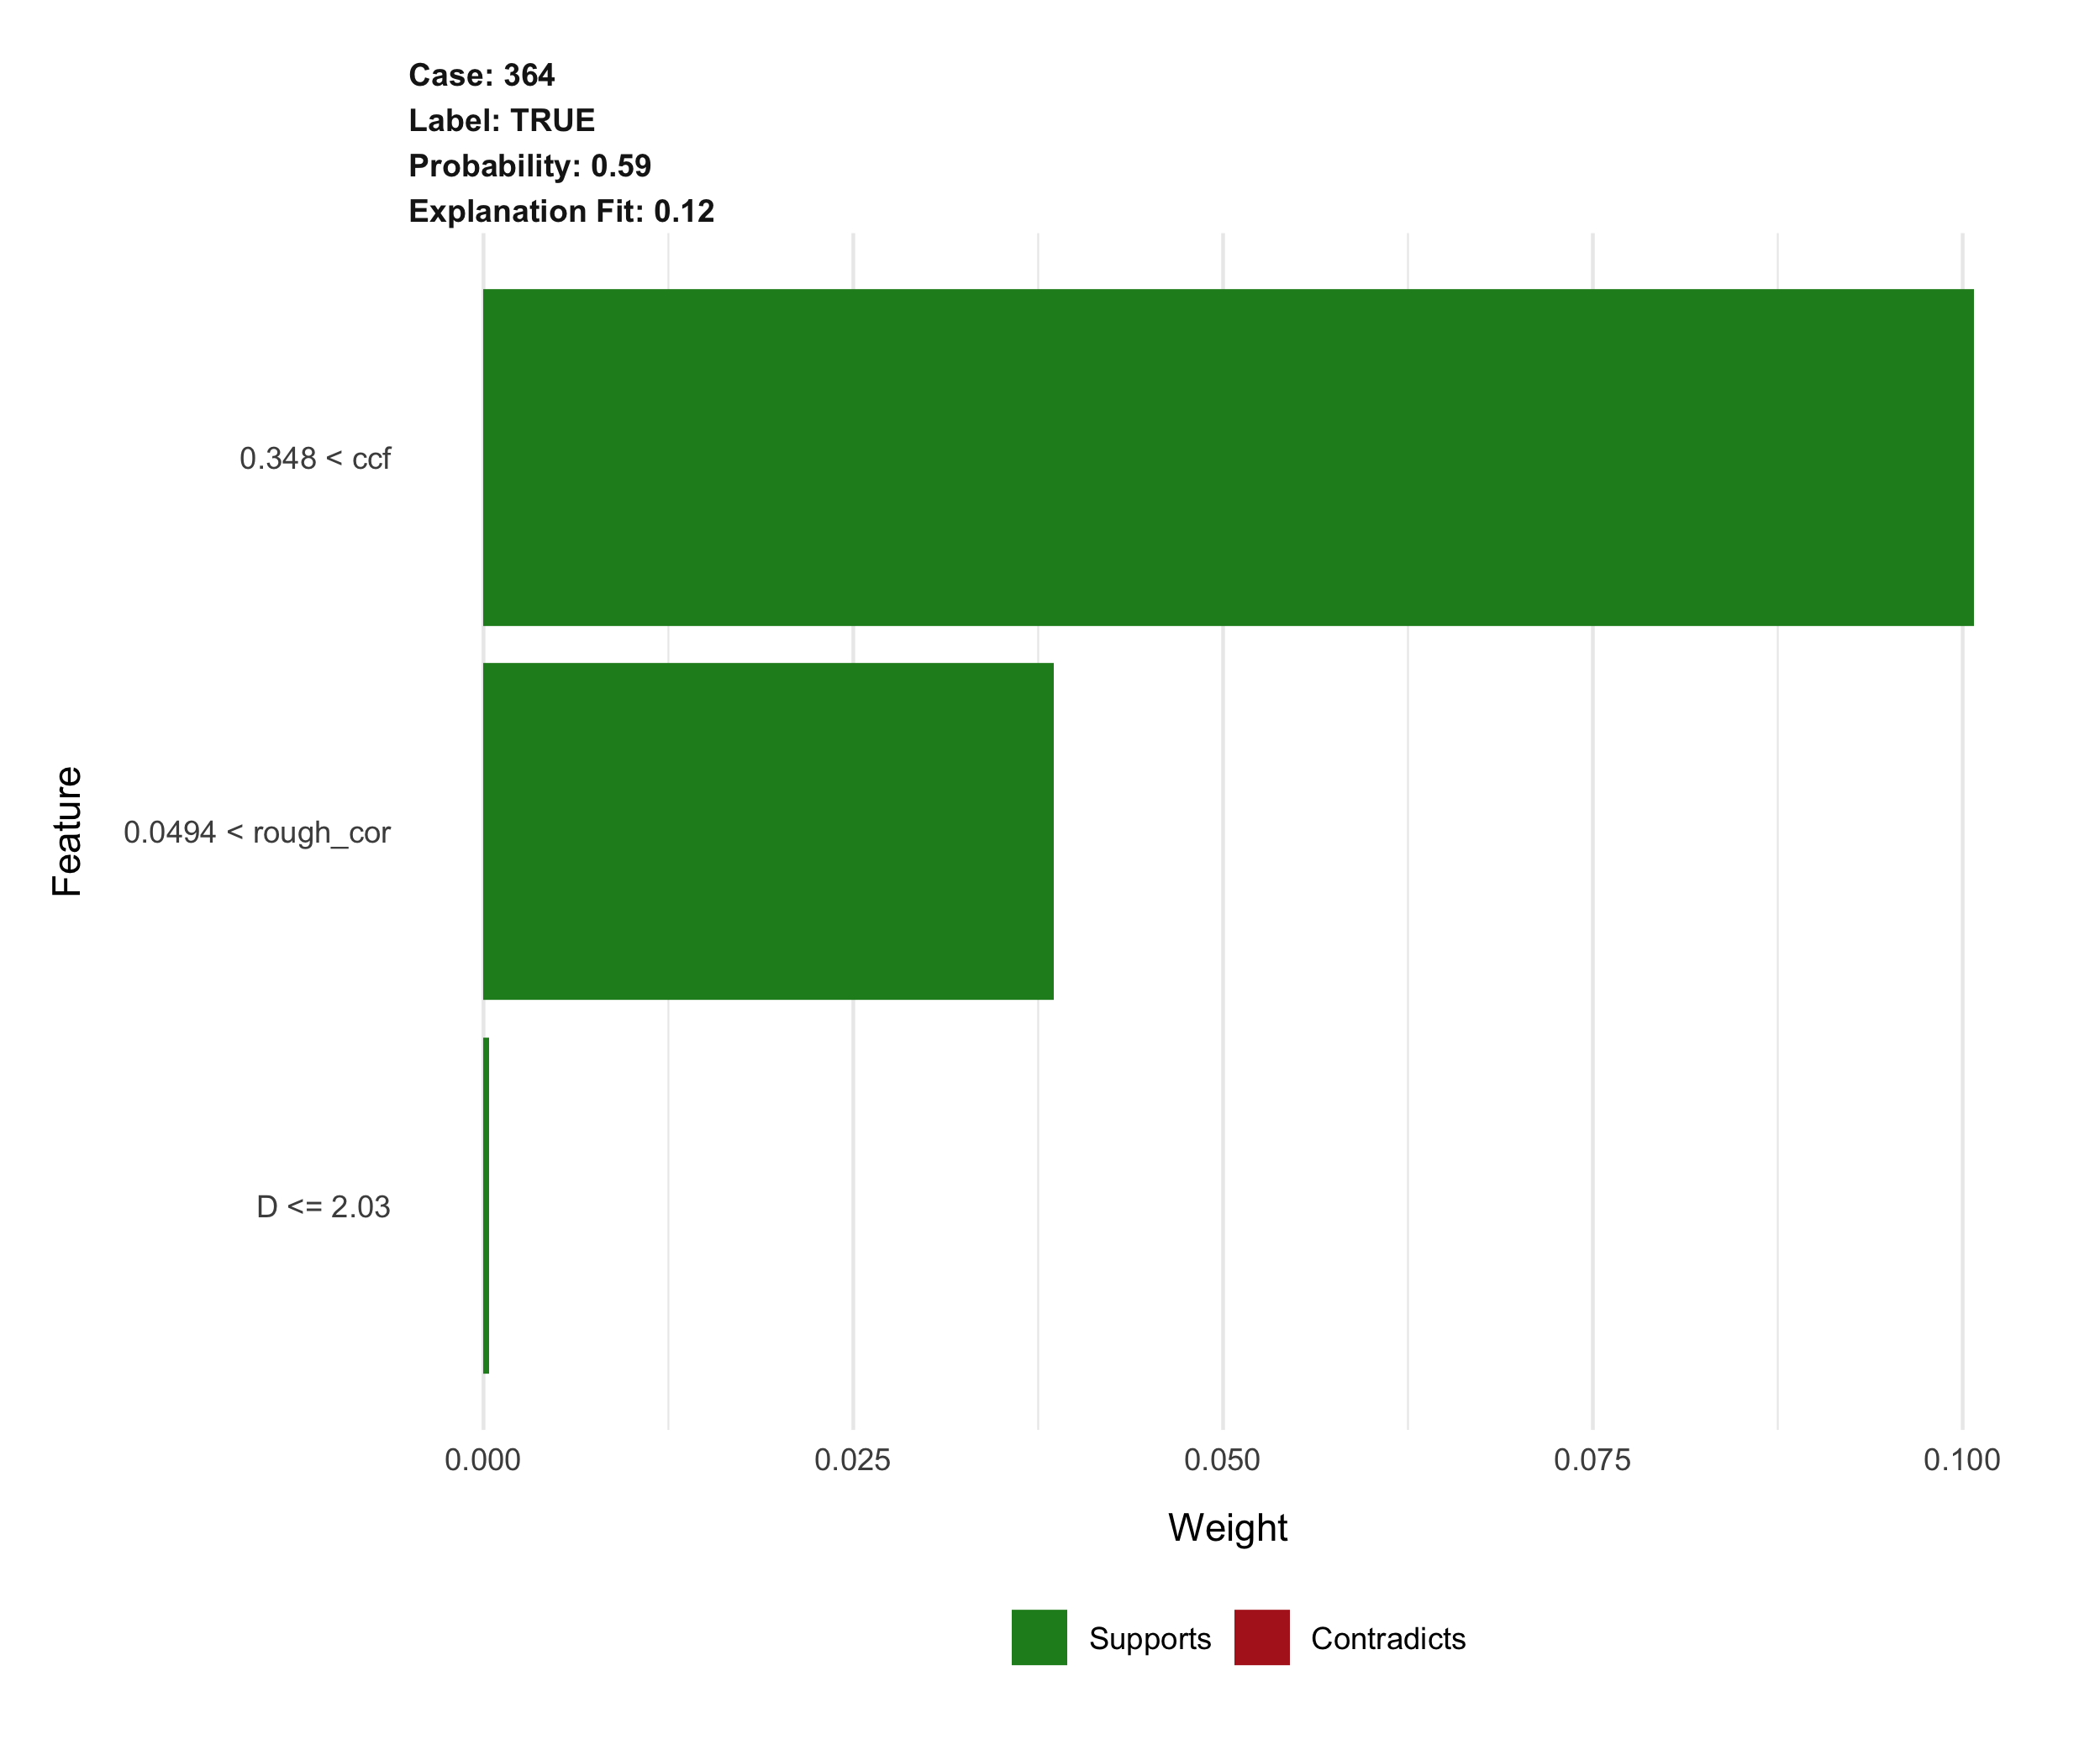 Case: 364
Label: TRUE
Probability: 0.59
Explanation Fit: 0.12
Feature
0.348 < ccf
0.0494 < rough_cor
D <= 2.03
0.000 0.025 0.050 0.075 0.100
Weight
Supports Contradicts